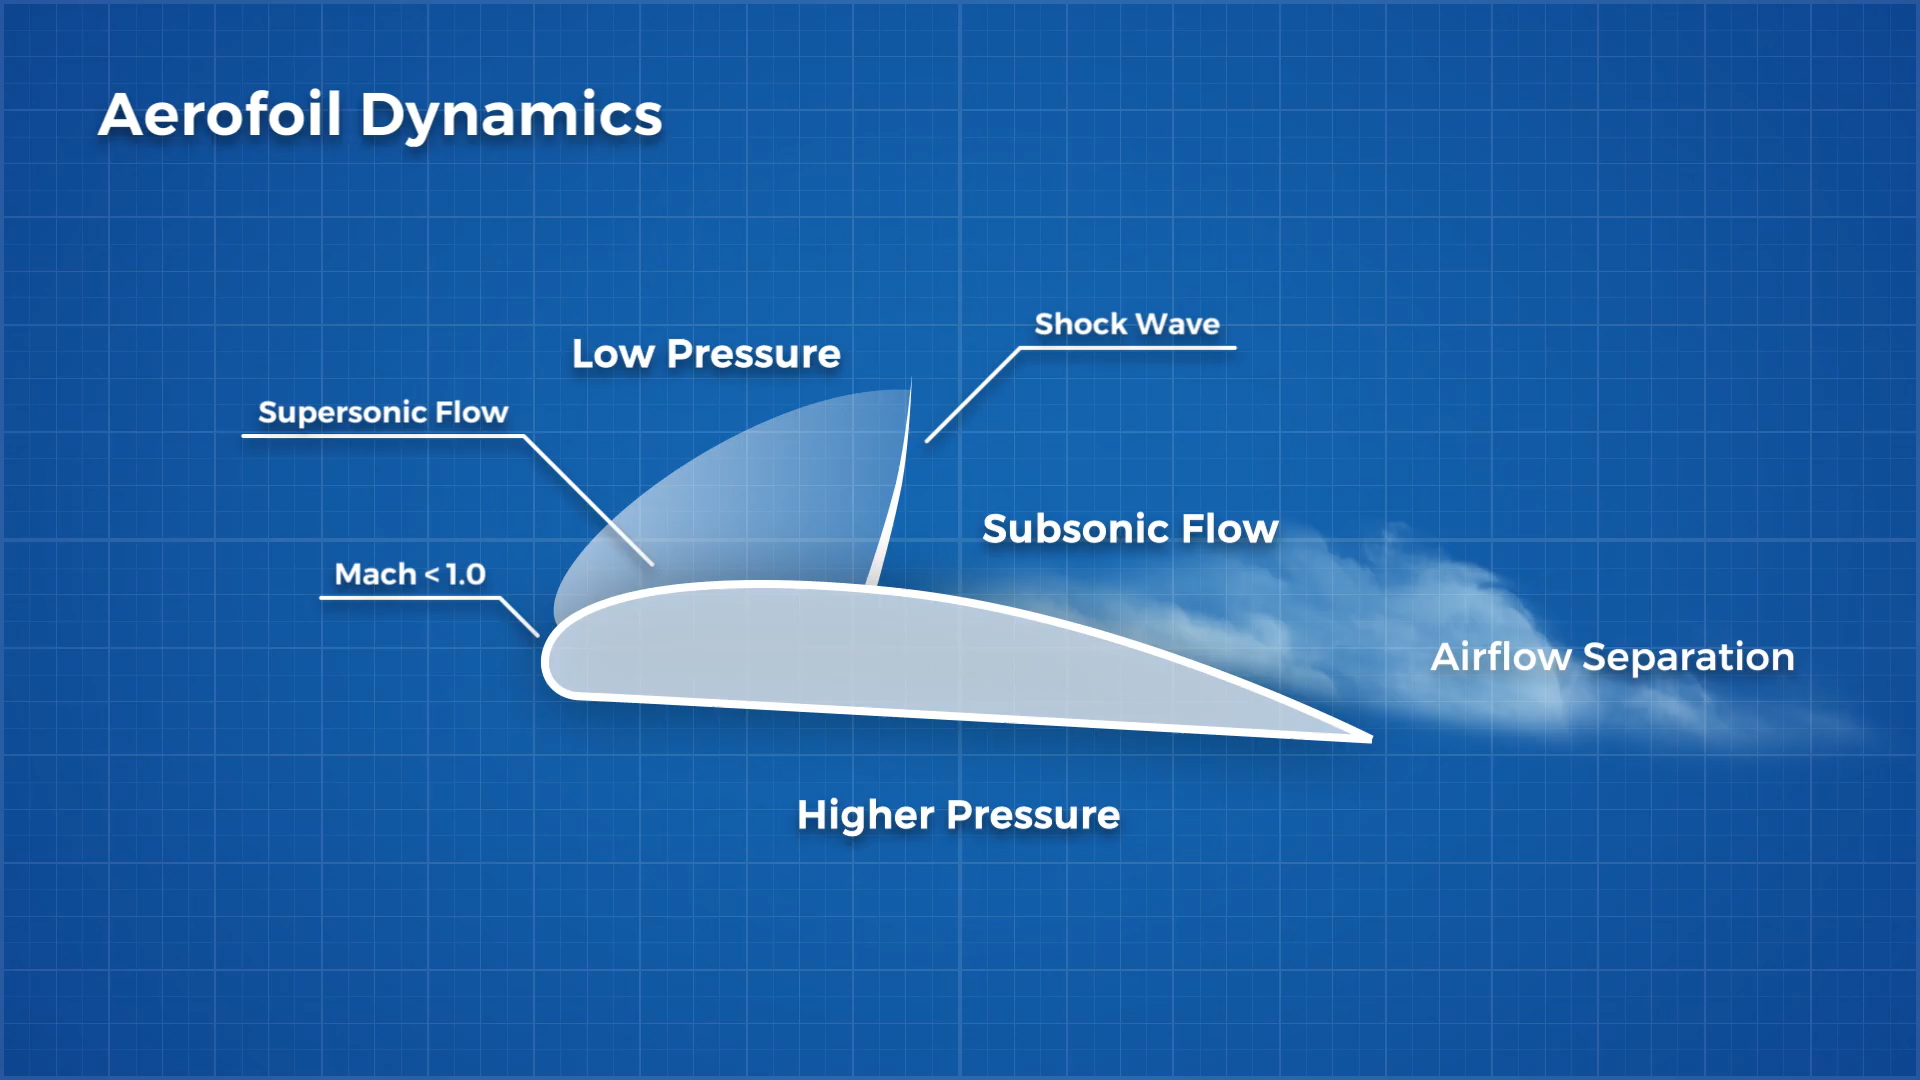 Aerofoil Dynamics
Shock Wave
Low Pressure
Supersonic Flow
Subsonic Flow
Mach < 1.0
Airflow Separation
Higher Pressure